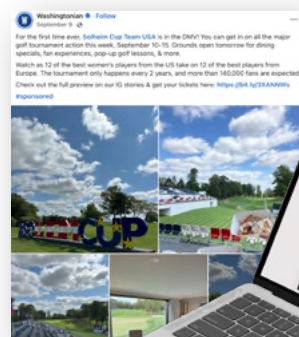 Washingtonian · Follow
September 9 ·
For the first time ever, Solheim Cup Team USA is in the DMV! You can get in on all the major
golf tournament action this week, September 10-15. Grounds open tomorrow for dining
specials, fan experiences, pop-up golf lessons, & more.
Watch as 12 of the best women's players from the US take on 12 of the best players from
Europe. The tournament only happens every 2 years, and more than 140,000 fans are expected
Check out the full preview on our IG stories & get your tickets here: https://bit.ly/3XANNWs
#sponsored
CUP